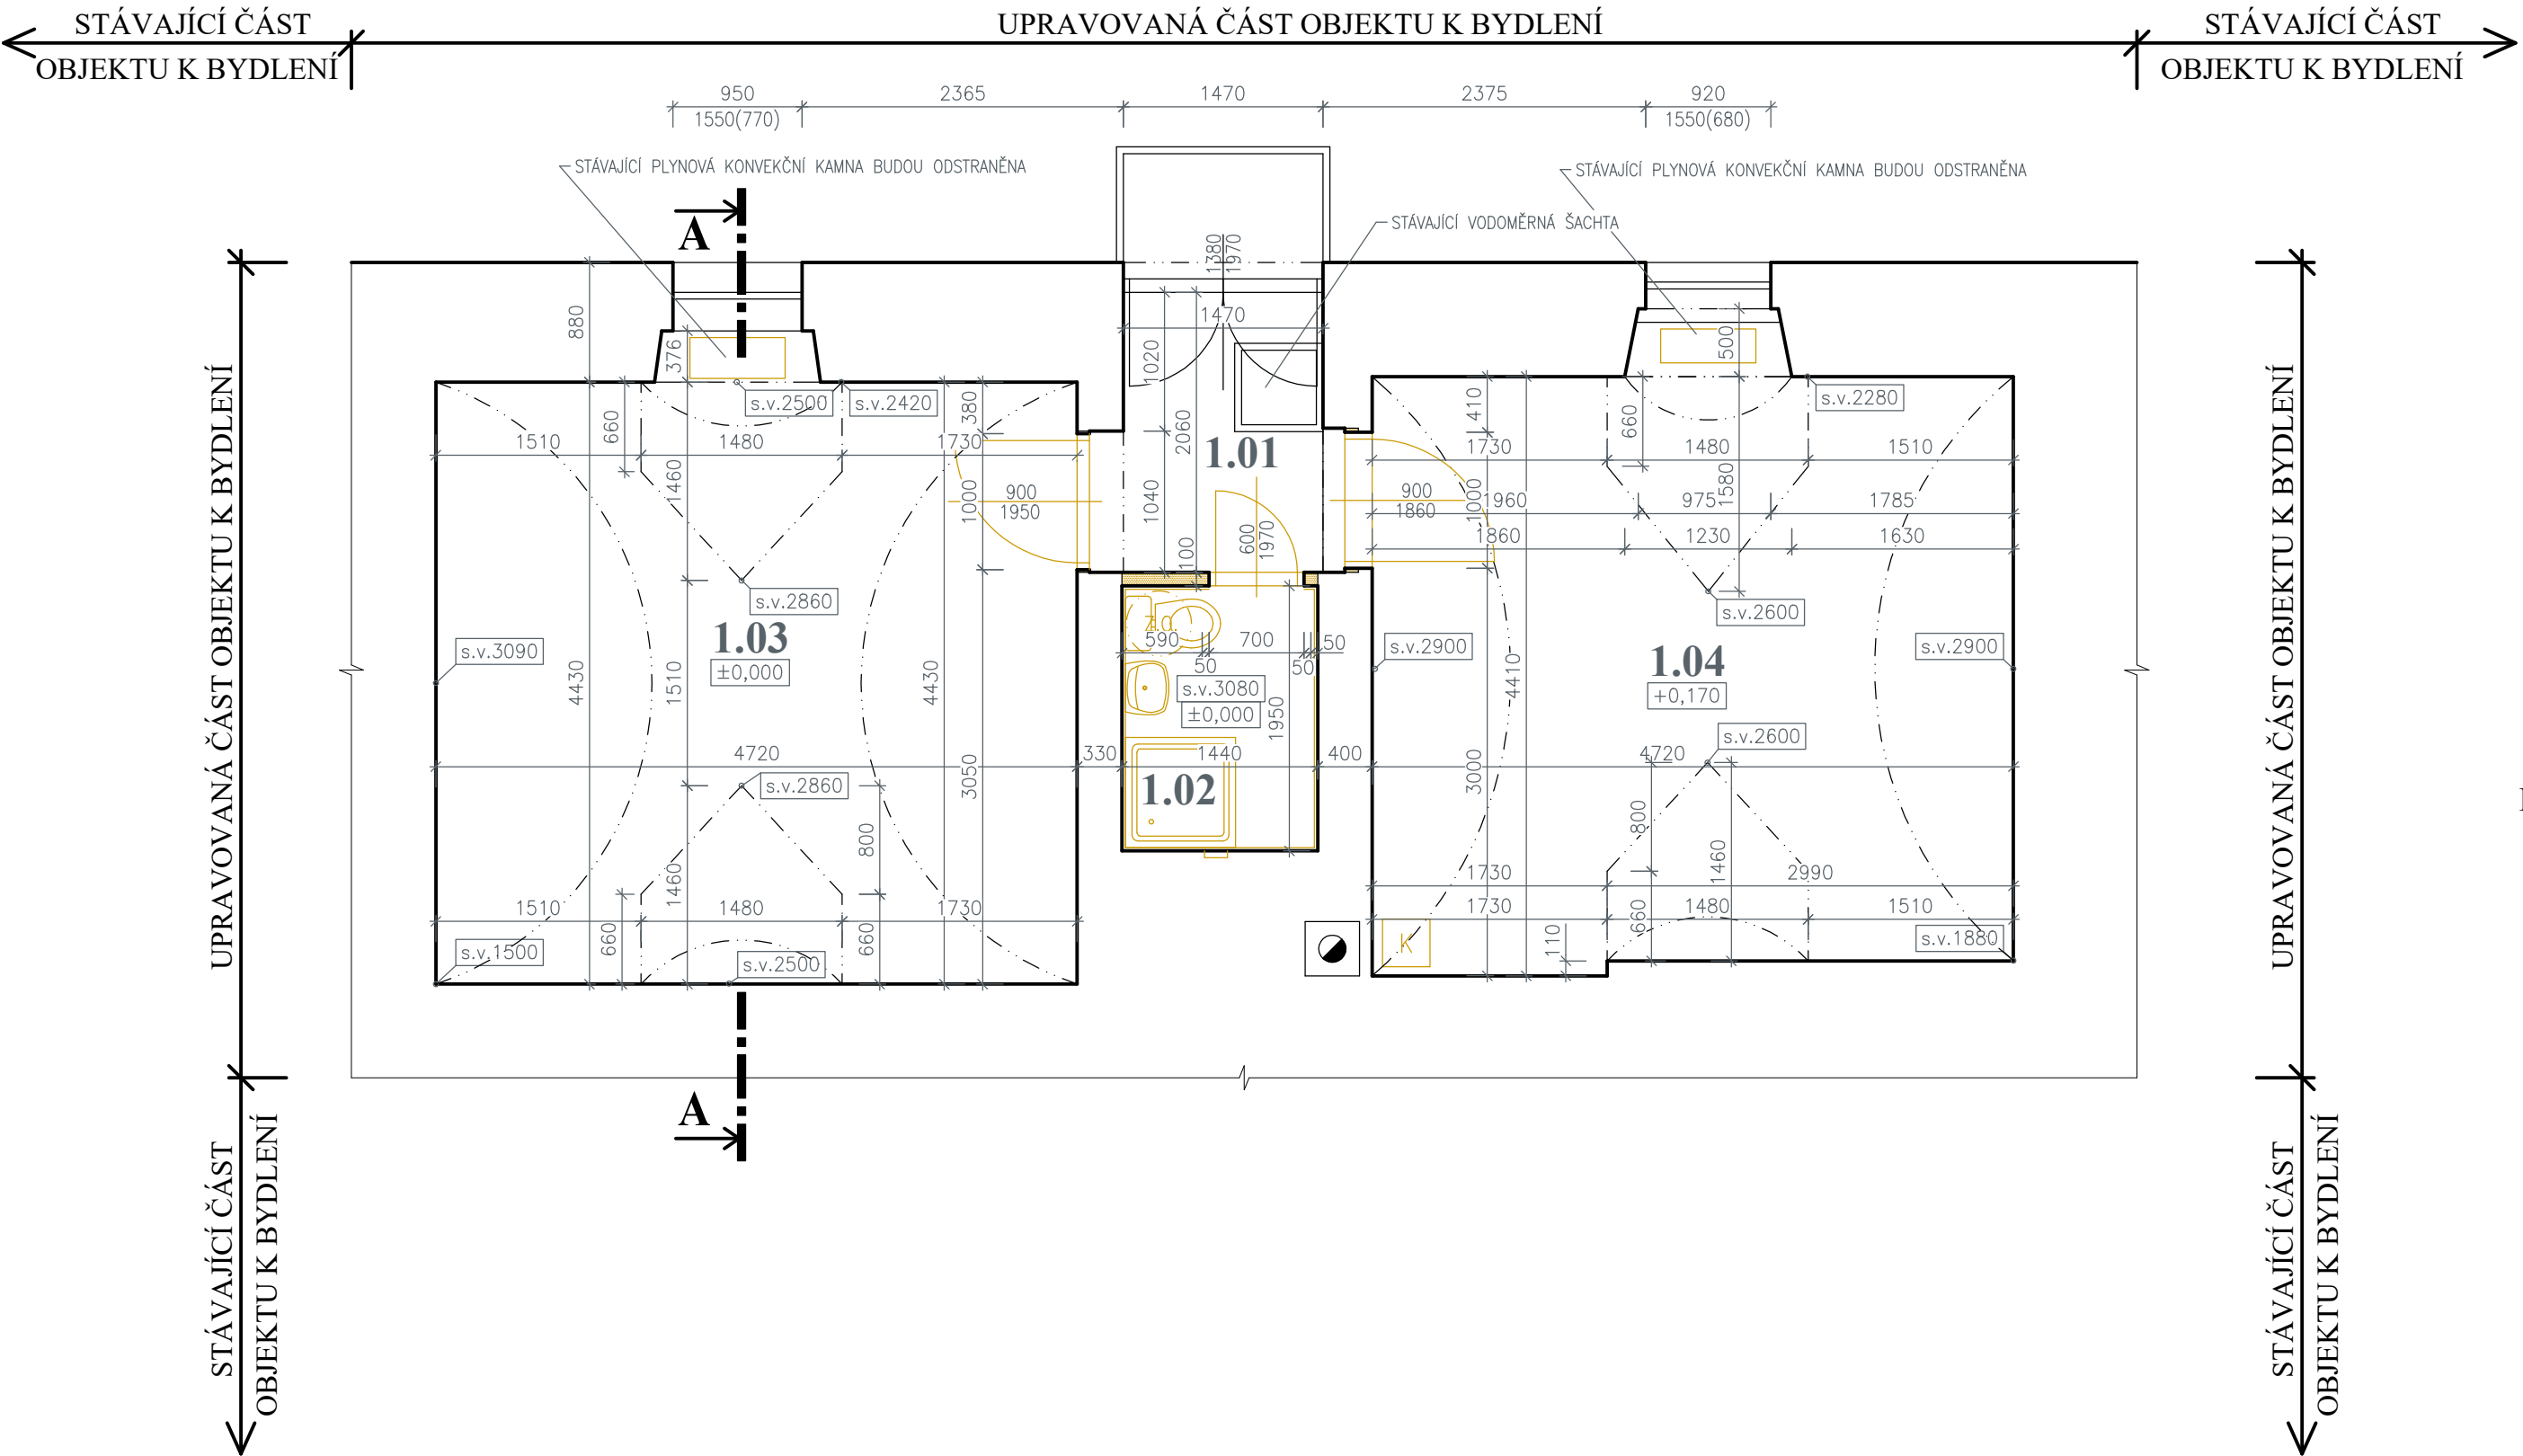 STÁVAJÍCÍ ČÁST
OBJEKTU K BYDLENÍ
UPRAVOVANÁ ČÁST OBJEKTU K BYDLENÍ
STÁVAJÍCÍ ČÁST
OBJEKTU K BYDLENÍ
950
1550(770)
2365
1470
2375
920
1550(680)
STÁVAJÍCÍ PLYNOVÁ KONVEKČNÍ KAMNA BUDOU ODSTRANĚNA
STÁVAJÍCÍ PLYNOVÁ KONVEKČNÍ KAMNA BUDOU ODSTRANĚNA
STÁVAJÍCÍ VODOMĚRNÁ ŠACHTA
A
1380
1970
880
376
1470
1020
500
s.v.2500
s.v.2420
380
s.v.2280
410
660
1510
1480
1730
2060
1.01
660
1730
1480
1510
1460
1000
900
1950
1040
900
1860
1000
1960
975
1580
1785
100
600
1970
1860
1230
1630
s.v.2860
s.v.2600
1.03
±0,000
s.v.3090
590
700
50
50
50
s.v.2900
1.04
+0,170
s.v.2900
4430
1510
4430
s.v.3080
±0,000
1950
4410
s.v.2600
4720
330
1440
400
4720
s.v.2860
3050
1.02
3000
800
800
1460
1460
1730
2990
1510
1480
1730
1730
1480
1510
660
660
660
s.v.1500
s.v.2500
K
110
s.v.1880
A
UPRAVOVANÁ ČÁST OBJEKTU K BYDLENÍ
STÁVAJÍCÍ ČÁST
OBJEKTU K BYDLENÍ
UPRAVOVANÁ ČÁST OBJEKTU K BYDLENÍ
STÁVAJÍCÍ ČÁST
OBJEKTU K BYDLENÍ